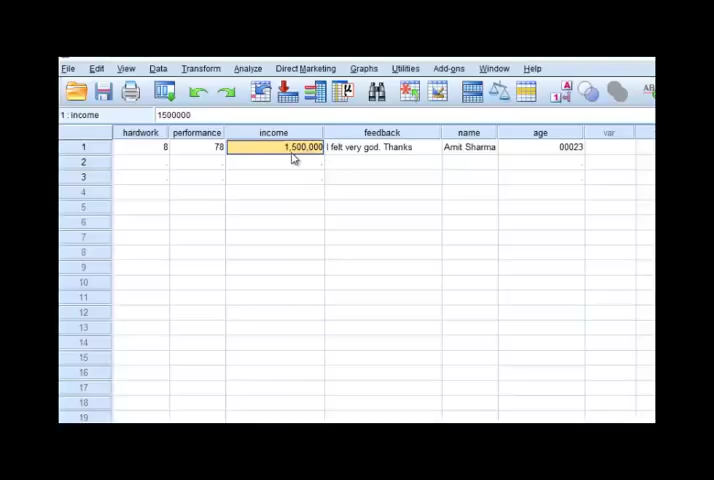 File Edit View Data Transform Analyze Direct Marketing Graphs Utilities Add-ons Window Help
1 : income 1500000
hardwork performance income feedback name age var
1 8 78 1,500,000 I felt very god. Thanks Amit Sharma 00023
2 . . . .
3 . . . .
4
5
6
7
8
9
10
11
12
13
14
15
16
17
18
19